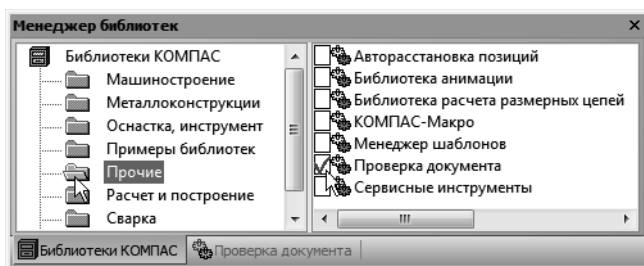 Менеджер библиотек
Библиотеки КОМПАС
Машиностроение
Металлоконструкции
Оснастка, инструмент
Примеры библиотек
Прочие
Расчет и построение
Сварка
Авторасстановка позиций
Библиотека анимации
Библиотека расчета размерных цепей
КОМПАС-Макро
Менеджер шаблонов
Проверка документа
Сервисные инструменты
Библиотеки КОМПАС
Проверка документа